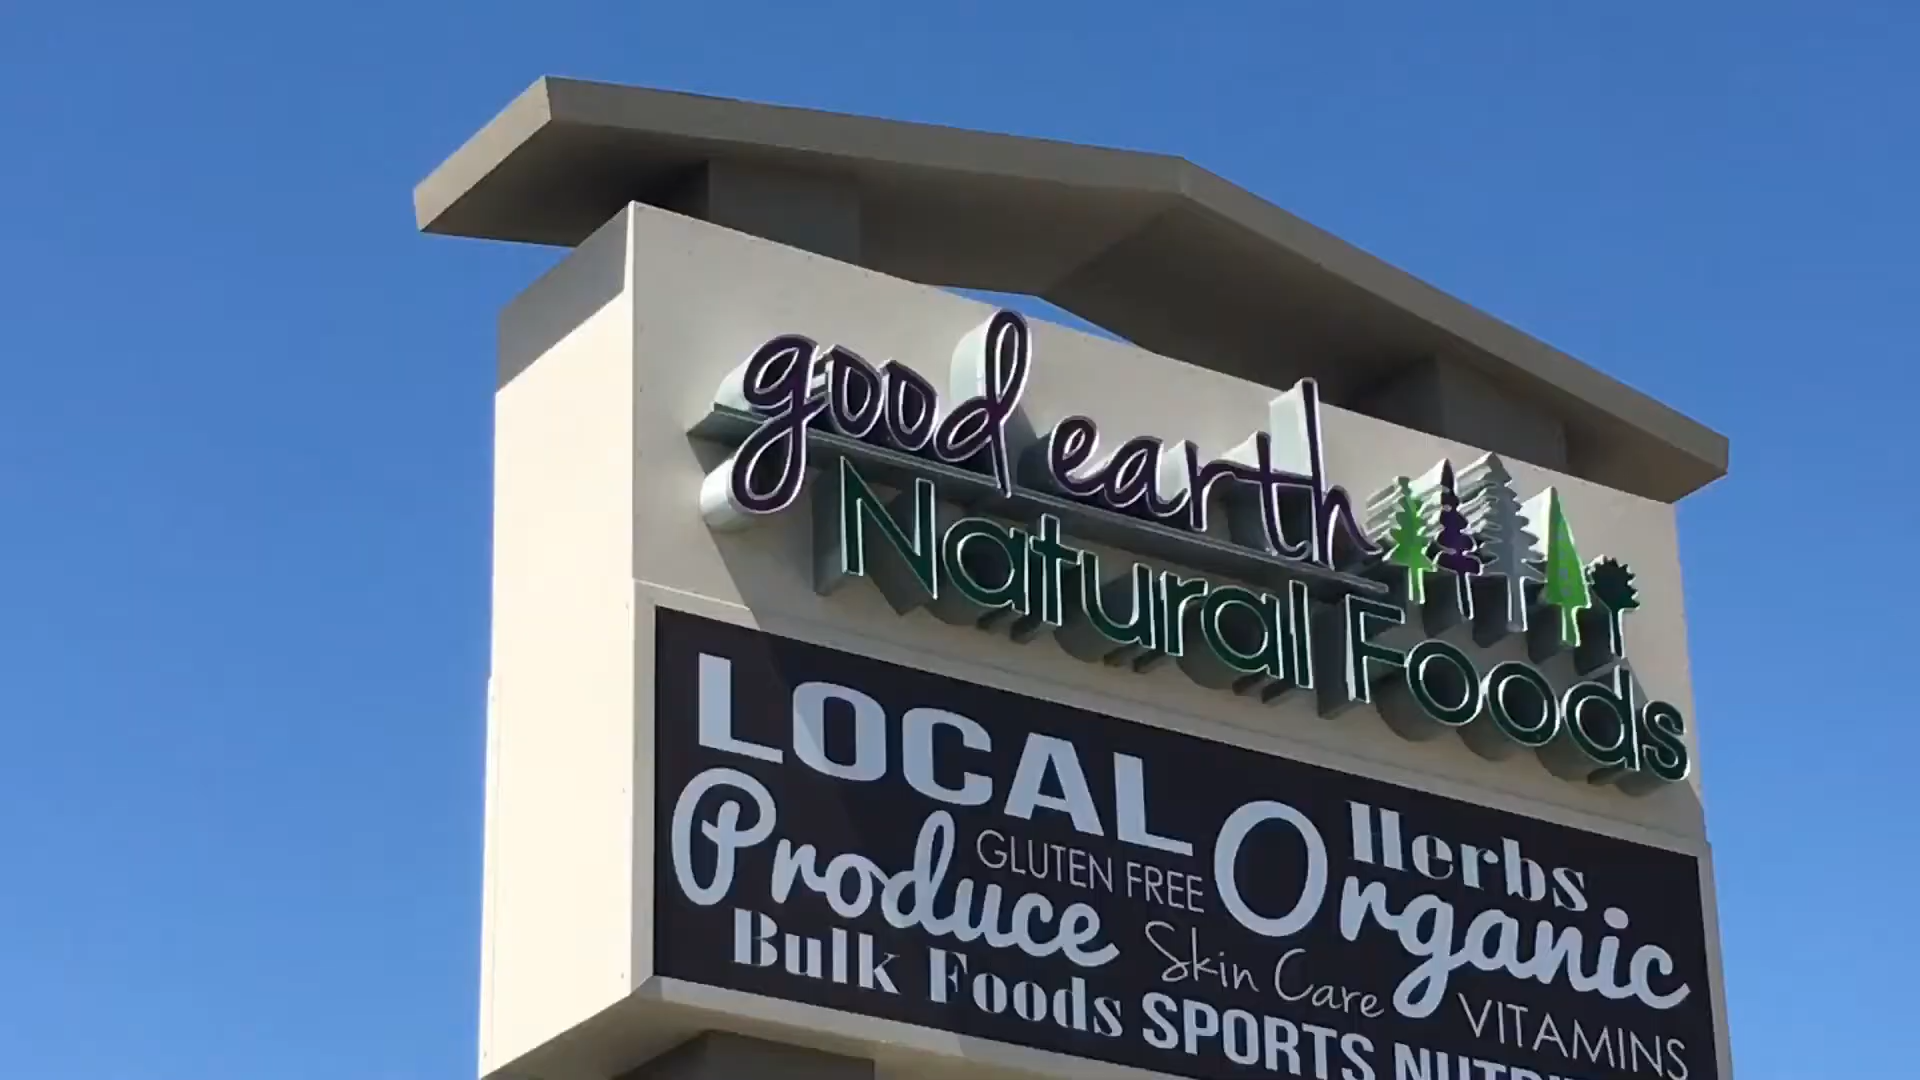 good earth
Natural Foods
LOCAL
Herbs
Produce
GLUTEN FREE
Organic
Skin Care
Bulk Foods
VITAMINS
SPORTS